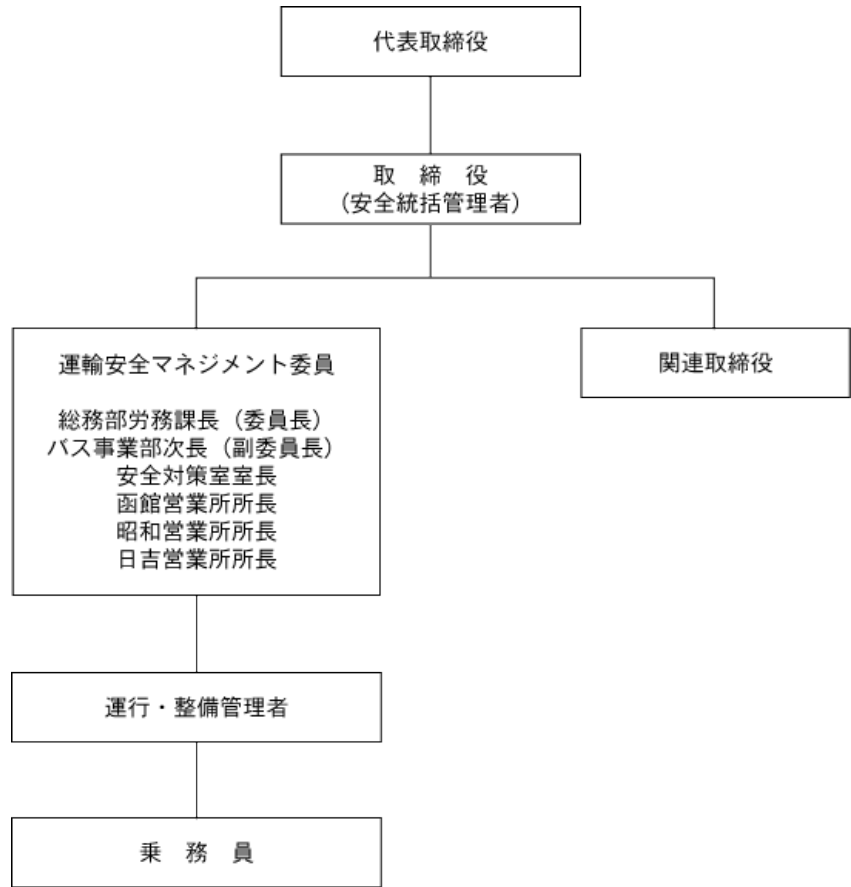 代表取締役
取　締　役
（安全統括管理者）
運輸安全マネジメント委員
総務部労務課長（委員長）
バス事業部次長（副委員長）
安全対策室室長
函館営業所所長
昭和営業所所長
日吉営業所所長
関連取締役
運行・整備管理者
乗　務　員